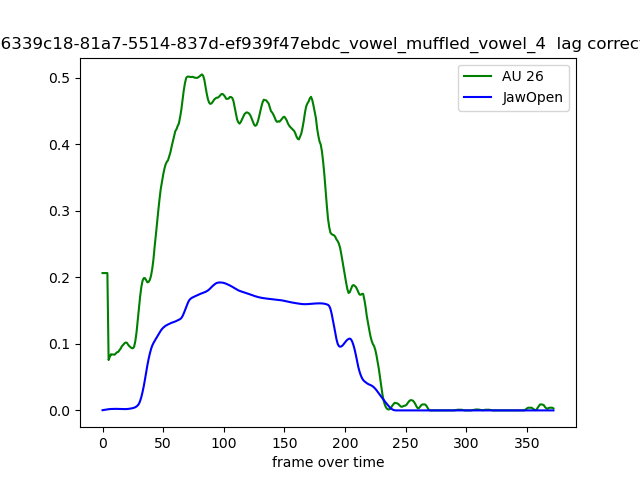 6339c18-81a7-5514-837d-ef939f47ebdc_vowel_muffled_vowel_4 lag correct
AU 26
JawOpen
0.5
0.4
0.3
0.2
0.1
0.0
0 50 100 150 200 250 300 350
frame over time